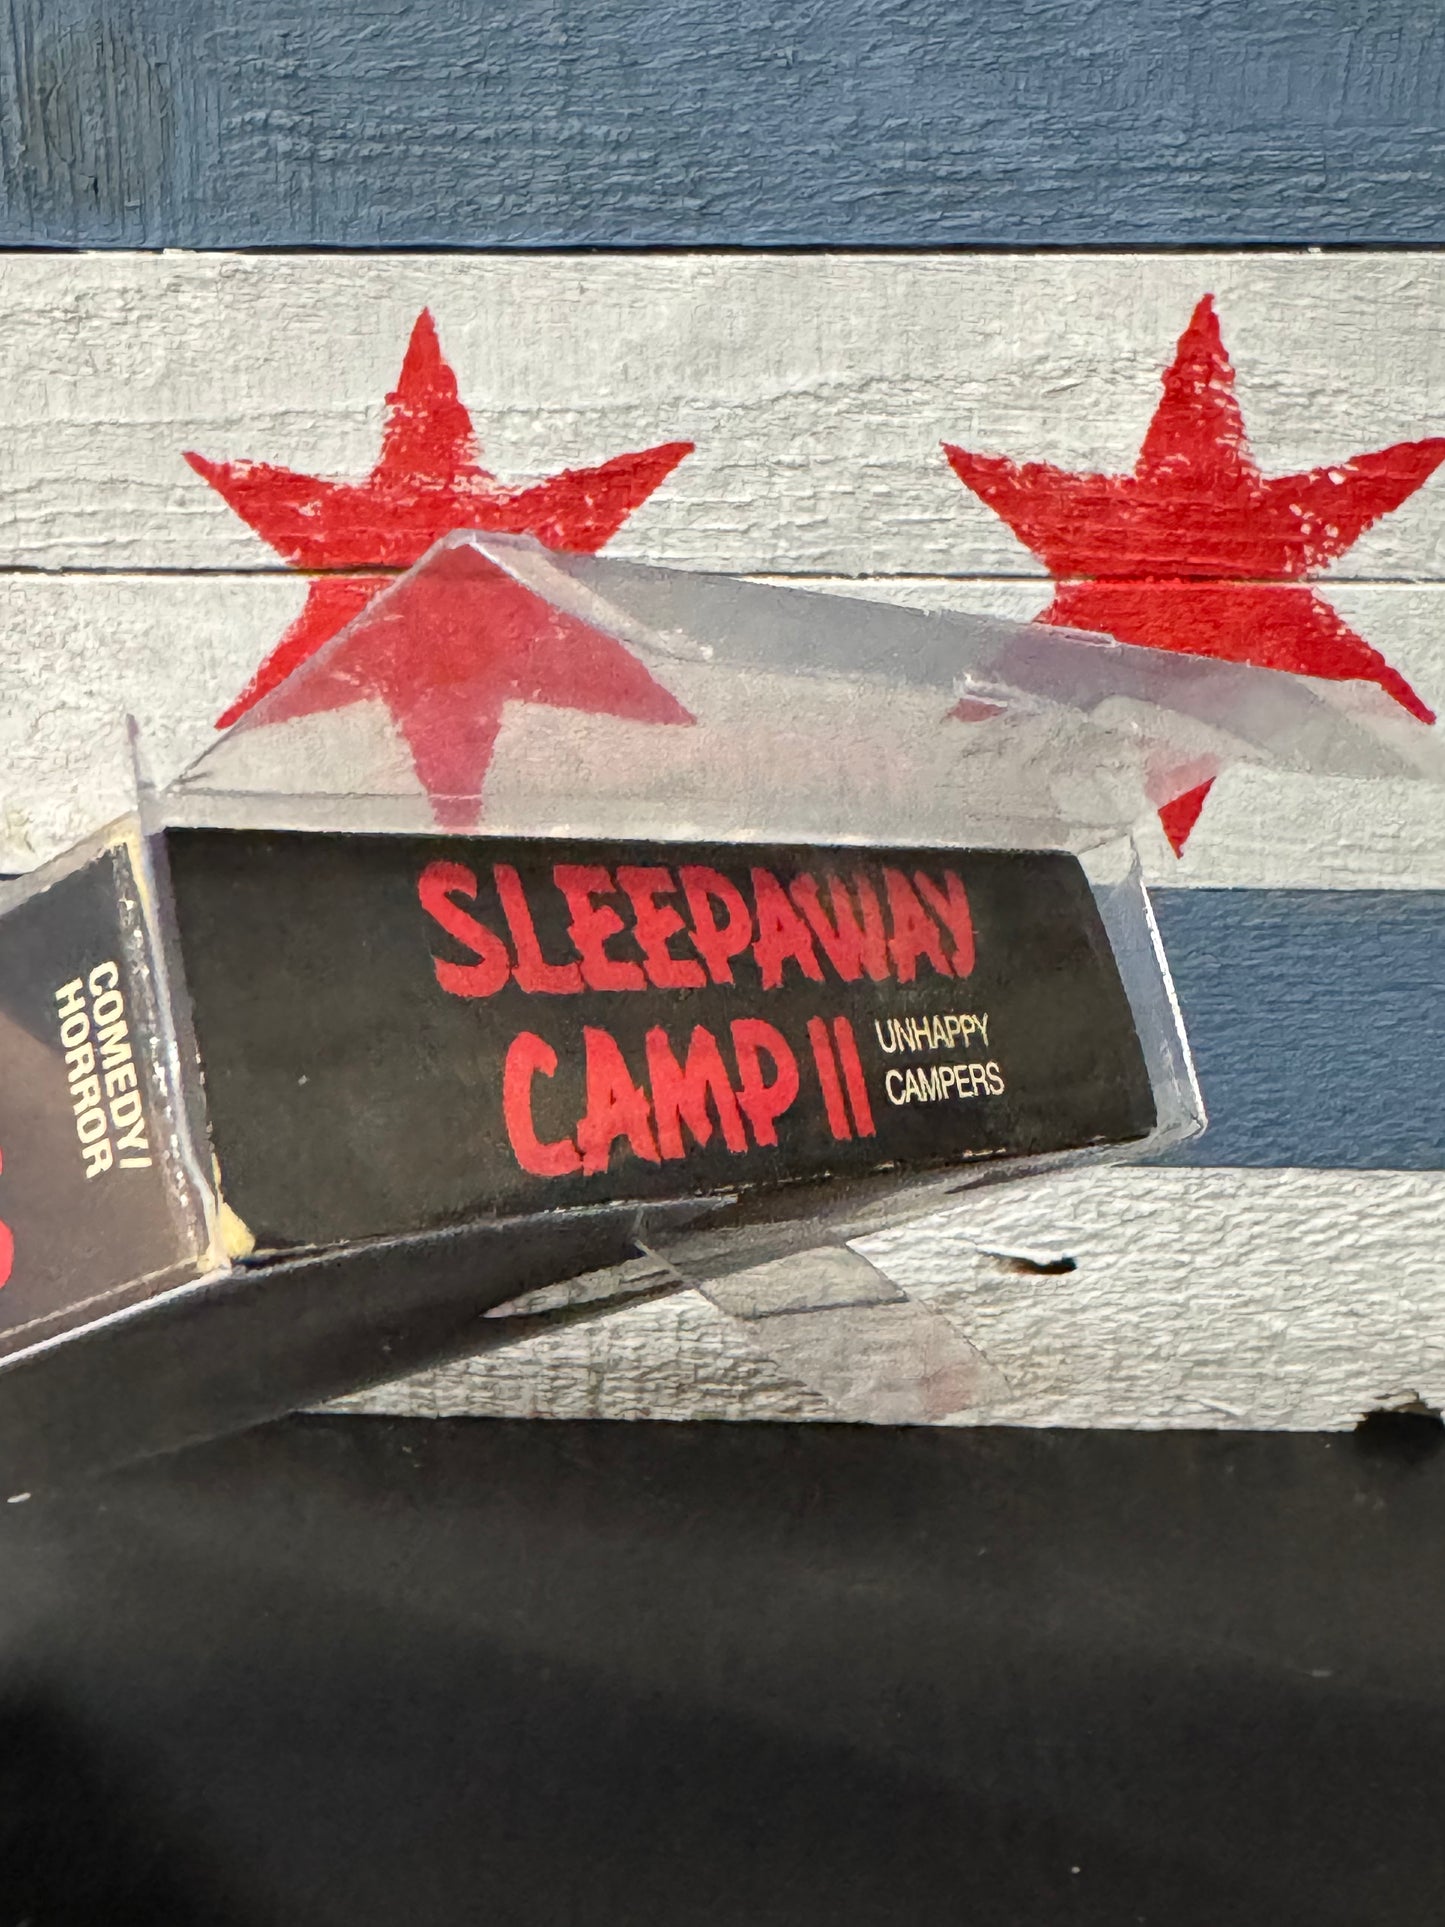 SLEEPAWAY
CAMP II
UNHAPPY
CAMPERS
COMEDY/
HORROR